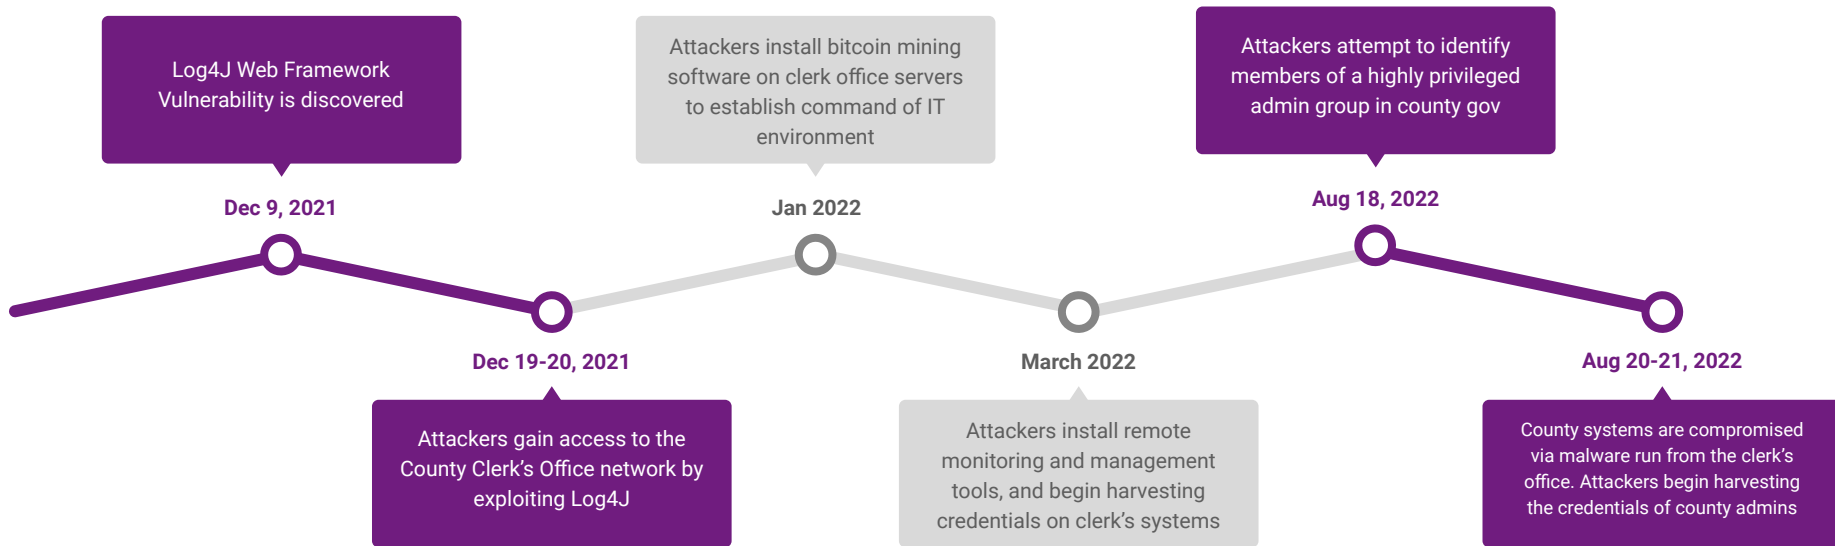 Log4J Web Framework
Vulnerability is discovered
Dec 9, 2021
Dec 19-20, 2021
Attackers gain access to the
County Clerk’s Office network by
exploiting Log4J
Attackers install bitcoin mining
software on clerk office servers
to establish command of IT
environment
Jan 2022
March 2022
Attackers install remote
monitoring and management
tools, and begin harvesting
credentials on clerk’s systems
Attackers attempt to identify
members of a highly privileged
admin group in county gov
Aug 18, 2022
Aug 20-21, 2022
County systems are compromised
via malware run from the clerk’s
office. Attackers begin harvesting
the credentials of county admins